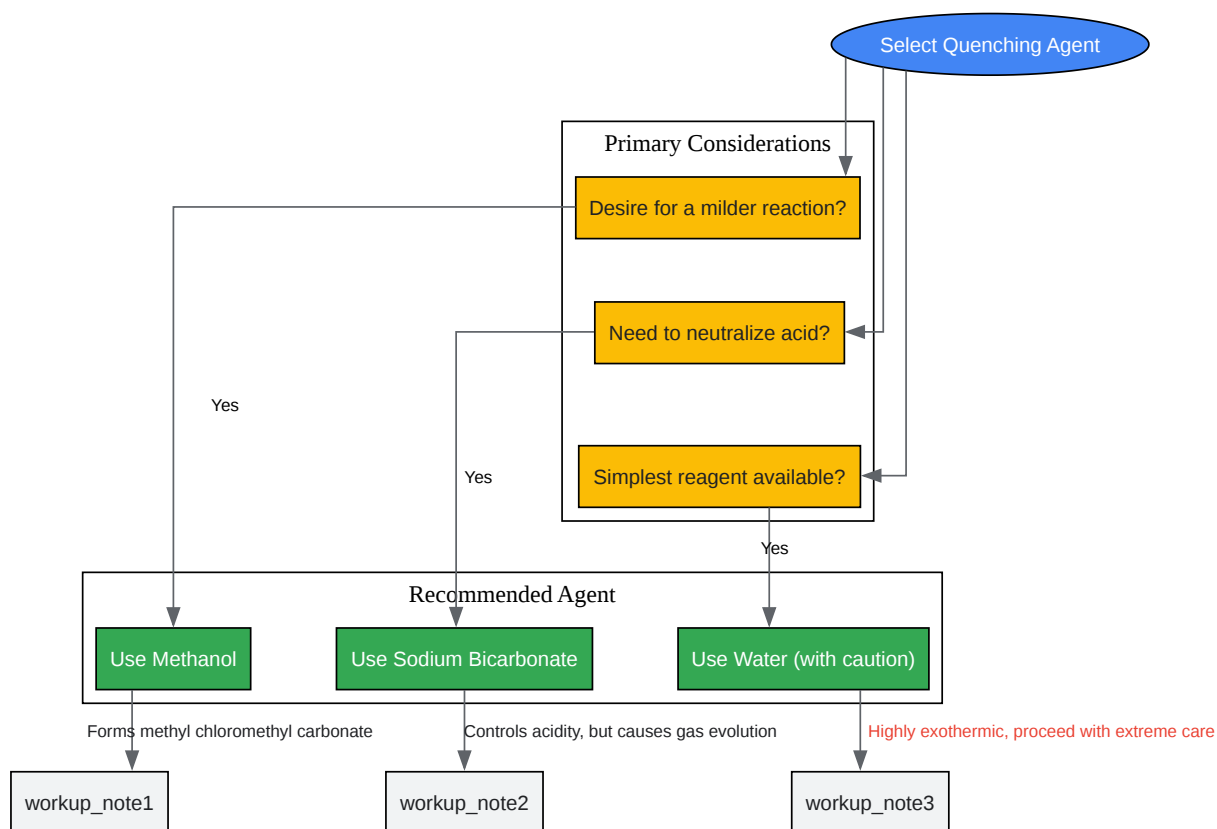 Select Quenching Agent
Primary Considerations
Desire for a milder reaction?
Need to neutralize acid?
Yes
Yes
Simplest reagent available?
Yes
Recommended Agent
Use Methanol
Use Sodium Bicarbonate
Use Water (with caution)
Forms methyl chloromethyl carbonate
Controls acidity, but causes gas evolution
Highly exothermic, proceed with extreme care
workup_note1
workup_note2
workup_note3